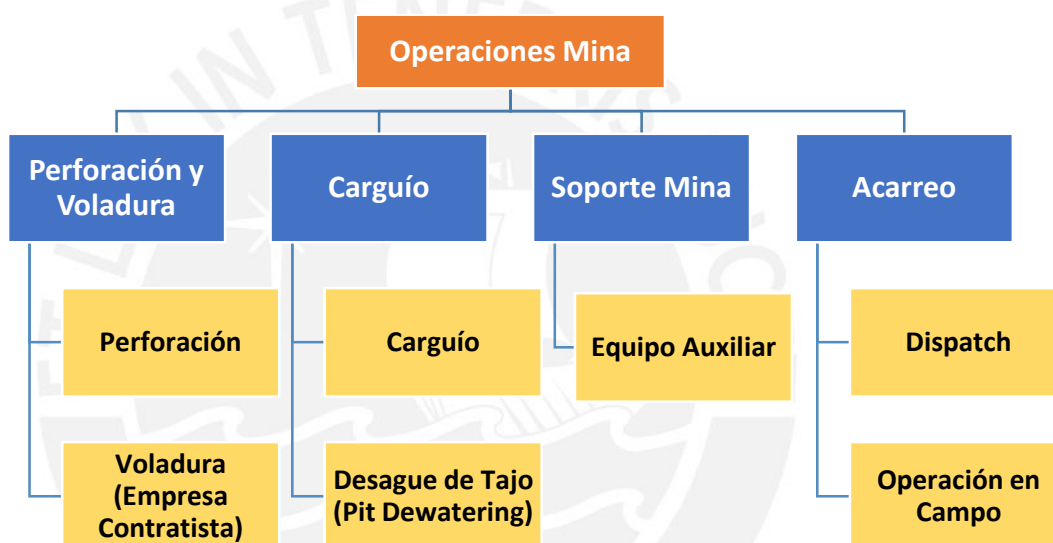 Operaciones Mina
Perforación y
Voladura
Carguío
Soporte Mina
Acarreo
Perforación
Carguío
Equipo Auxiliar
Dispatch
Voladura
(Empresa
Contratista)
Desague de Tajo
(Pit Dewatering)
Operación en
Campo